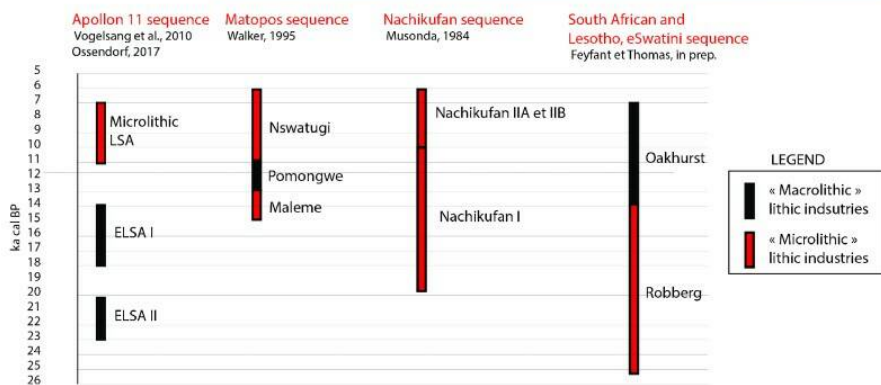 Apollon 11 sequence
Vogelsang et al., 2010
Ossendorf, 2017
Matopos sequence
Walker, 1995
Nachikufan sequence
Musonda, 1984
South African and
Lesotho, eSwatini sequence
Feyfant et Thomas, in prep.
ka cal BP
5
6
7
8
9
10
11
12
13
14
15
16
17
18
19
20
21
22
23
24
25
26
Microlithic
LSA
ELSA I
ELSA II
Nswatugi
Pomongwe
Maleme
Nachikufan IIA et IIB
Nachikufan I
Oakhurst
Robberg
LEGEND
« Macrolithic »
lithic indsutries
« Microlithic »
lithic industries